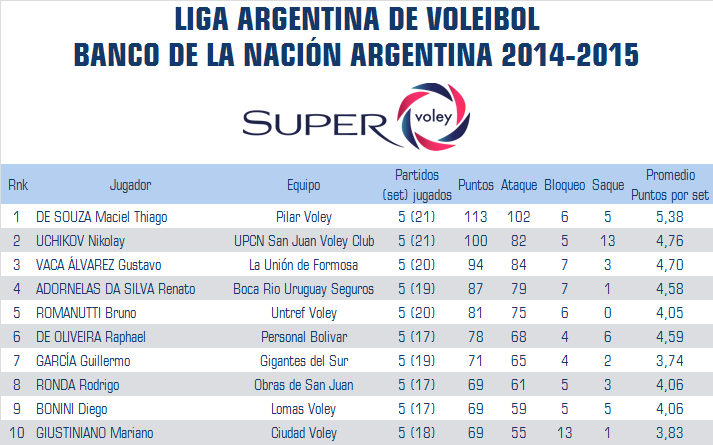 LIGA ARGENTINA DE VOLEIBOL
BANCO DE LA NACIÓN ARGENTINA 2014-2015
SUPER voley
Rnk Jugador Equipo Partidos (set) jugados Puntos Ataque Bloqueo Saque Promedio Puntos por set
1 DE SOUZA Maciel Thiago Pilar Voley 5 (21) 113 102 6 5 5,38
2 UCHIKOV Nikolay UPCN San Juan Voley Club 5 (21) 100 82 5 13 4,76
3 VACA ÁLVAREZ Gustavo La Unión de Formosa 5 (20) 94 84 7 3 4,70
4 ADORNELAS DA SILVA Renato Boca Rio Uruguay Seguros 5 (19) 87 79 7 1 4,58
5 ROMANUTTI Bruno Untref Voley 5 (20) 81 75 6 0 4,05
6 DE OLIVEIRA Raphael Personal Bolivar 5 (17) 78 68 4 6 4,59
7 GARCÍA Guillermo Gigantes del Sur 5 (19) 71 65 4 2 3,74
8 RONDA Rodrigo Obras de San Juan 5 (17) 69 61 5 3 4,06
9 BONINI Diego Lomas Voley 5 (17) 69 59 5 5 4,06
10 GIUSTINIANO Mariano Ciudad Voley 5 (18) 69 55 13 1 3,83